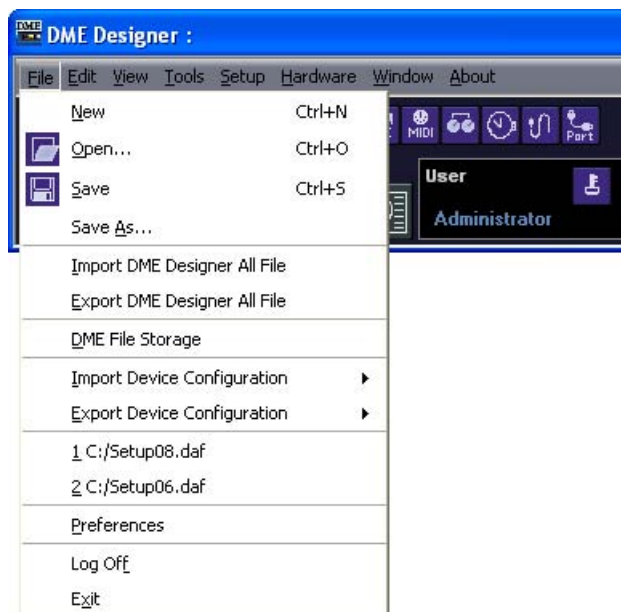 DME Designer :
File Edit View Tools Setup Hardware Window About
New Ctrl+N
Open... Ctrl+O
Save Ctrl+S
Save As...
Import DME Designer All File
Export DME Designer All File
DME File Storage
Import Device Configuration
Export Device Configuration
1 C:/Setup08.daf
2 C:/Setup06.daf
Preferences
Log Off
Exit
MIDI
Port
User
Administrator